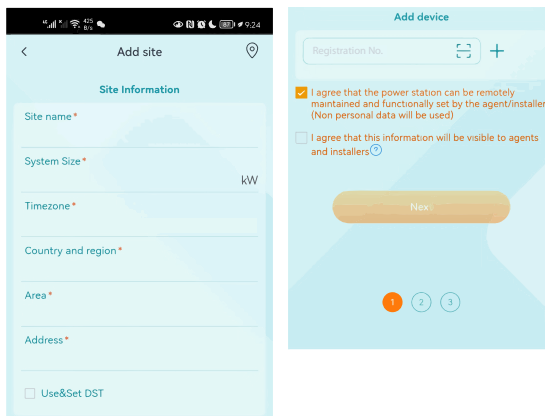 425
B/s
87
9:24
Add site
Site Information
Site name*
System Size*
kW
Timezone*
Country and region*
Area*
Address*
Use&Set DST
Add device
Registration No.
I agree that the power station can be remotely
maintained and functionally set by the agent/installer
(Non personal data will be used)
I agree that this information will be visible to agents
and installers?
Next
1 2 3